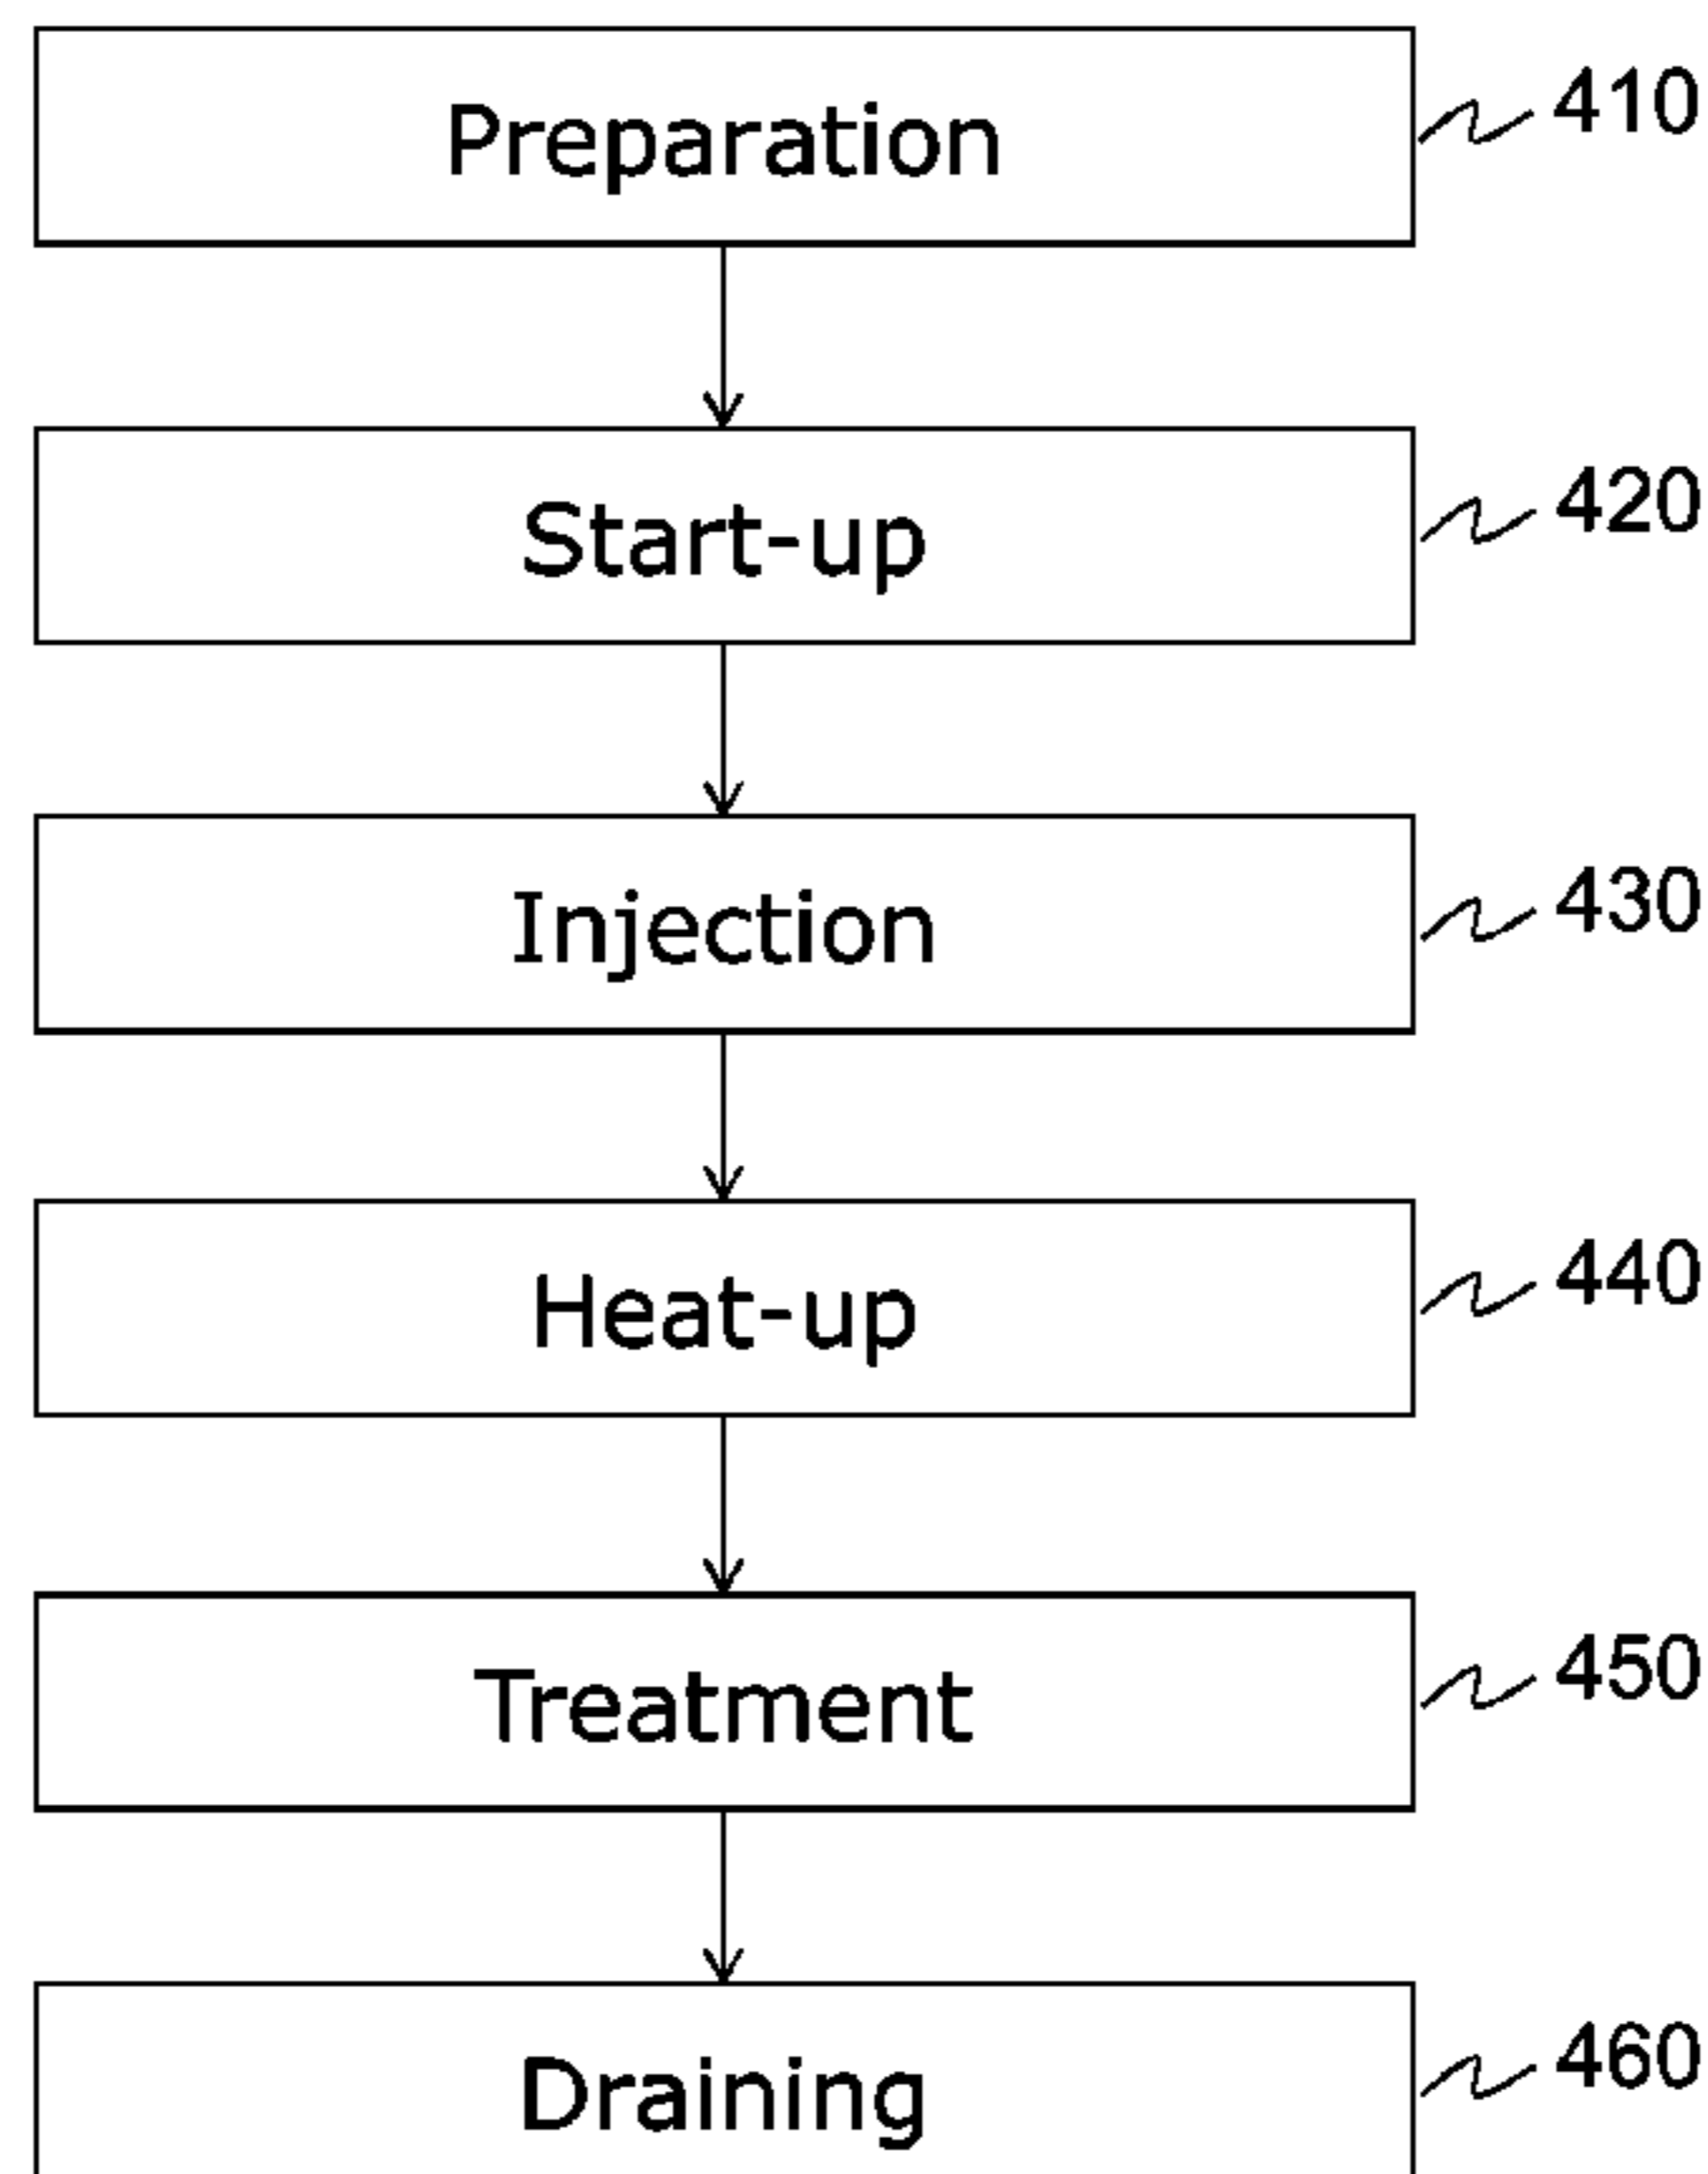 Preparation 410
Start-up 420
Injection 430
Heat-up 440
Treatment 450
Draining 460